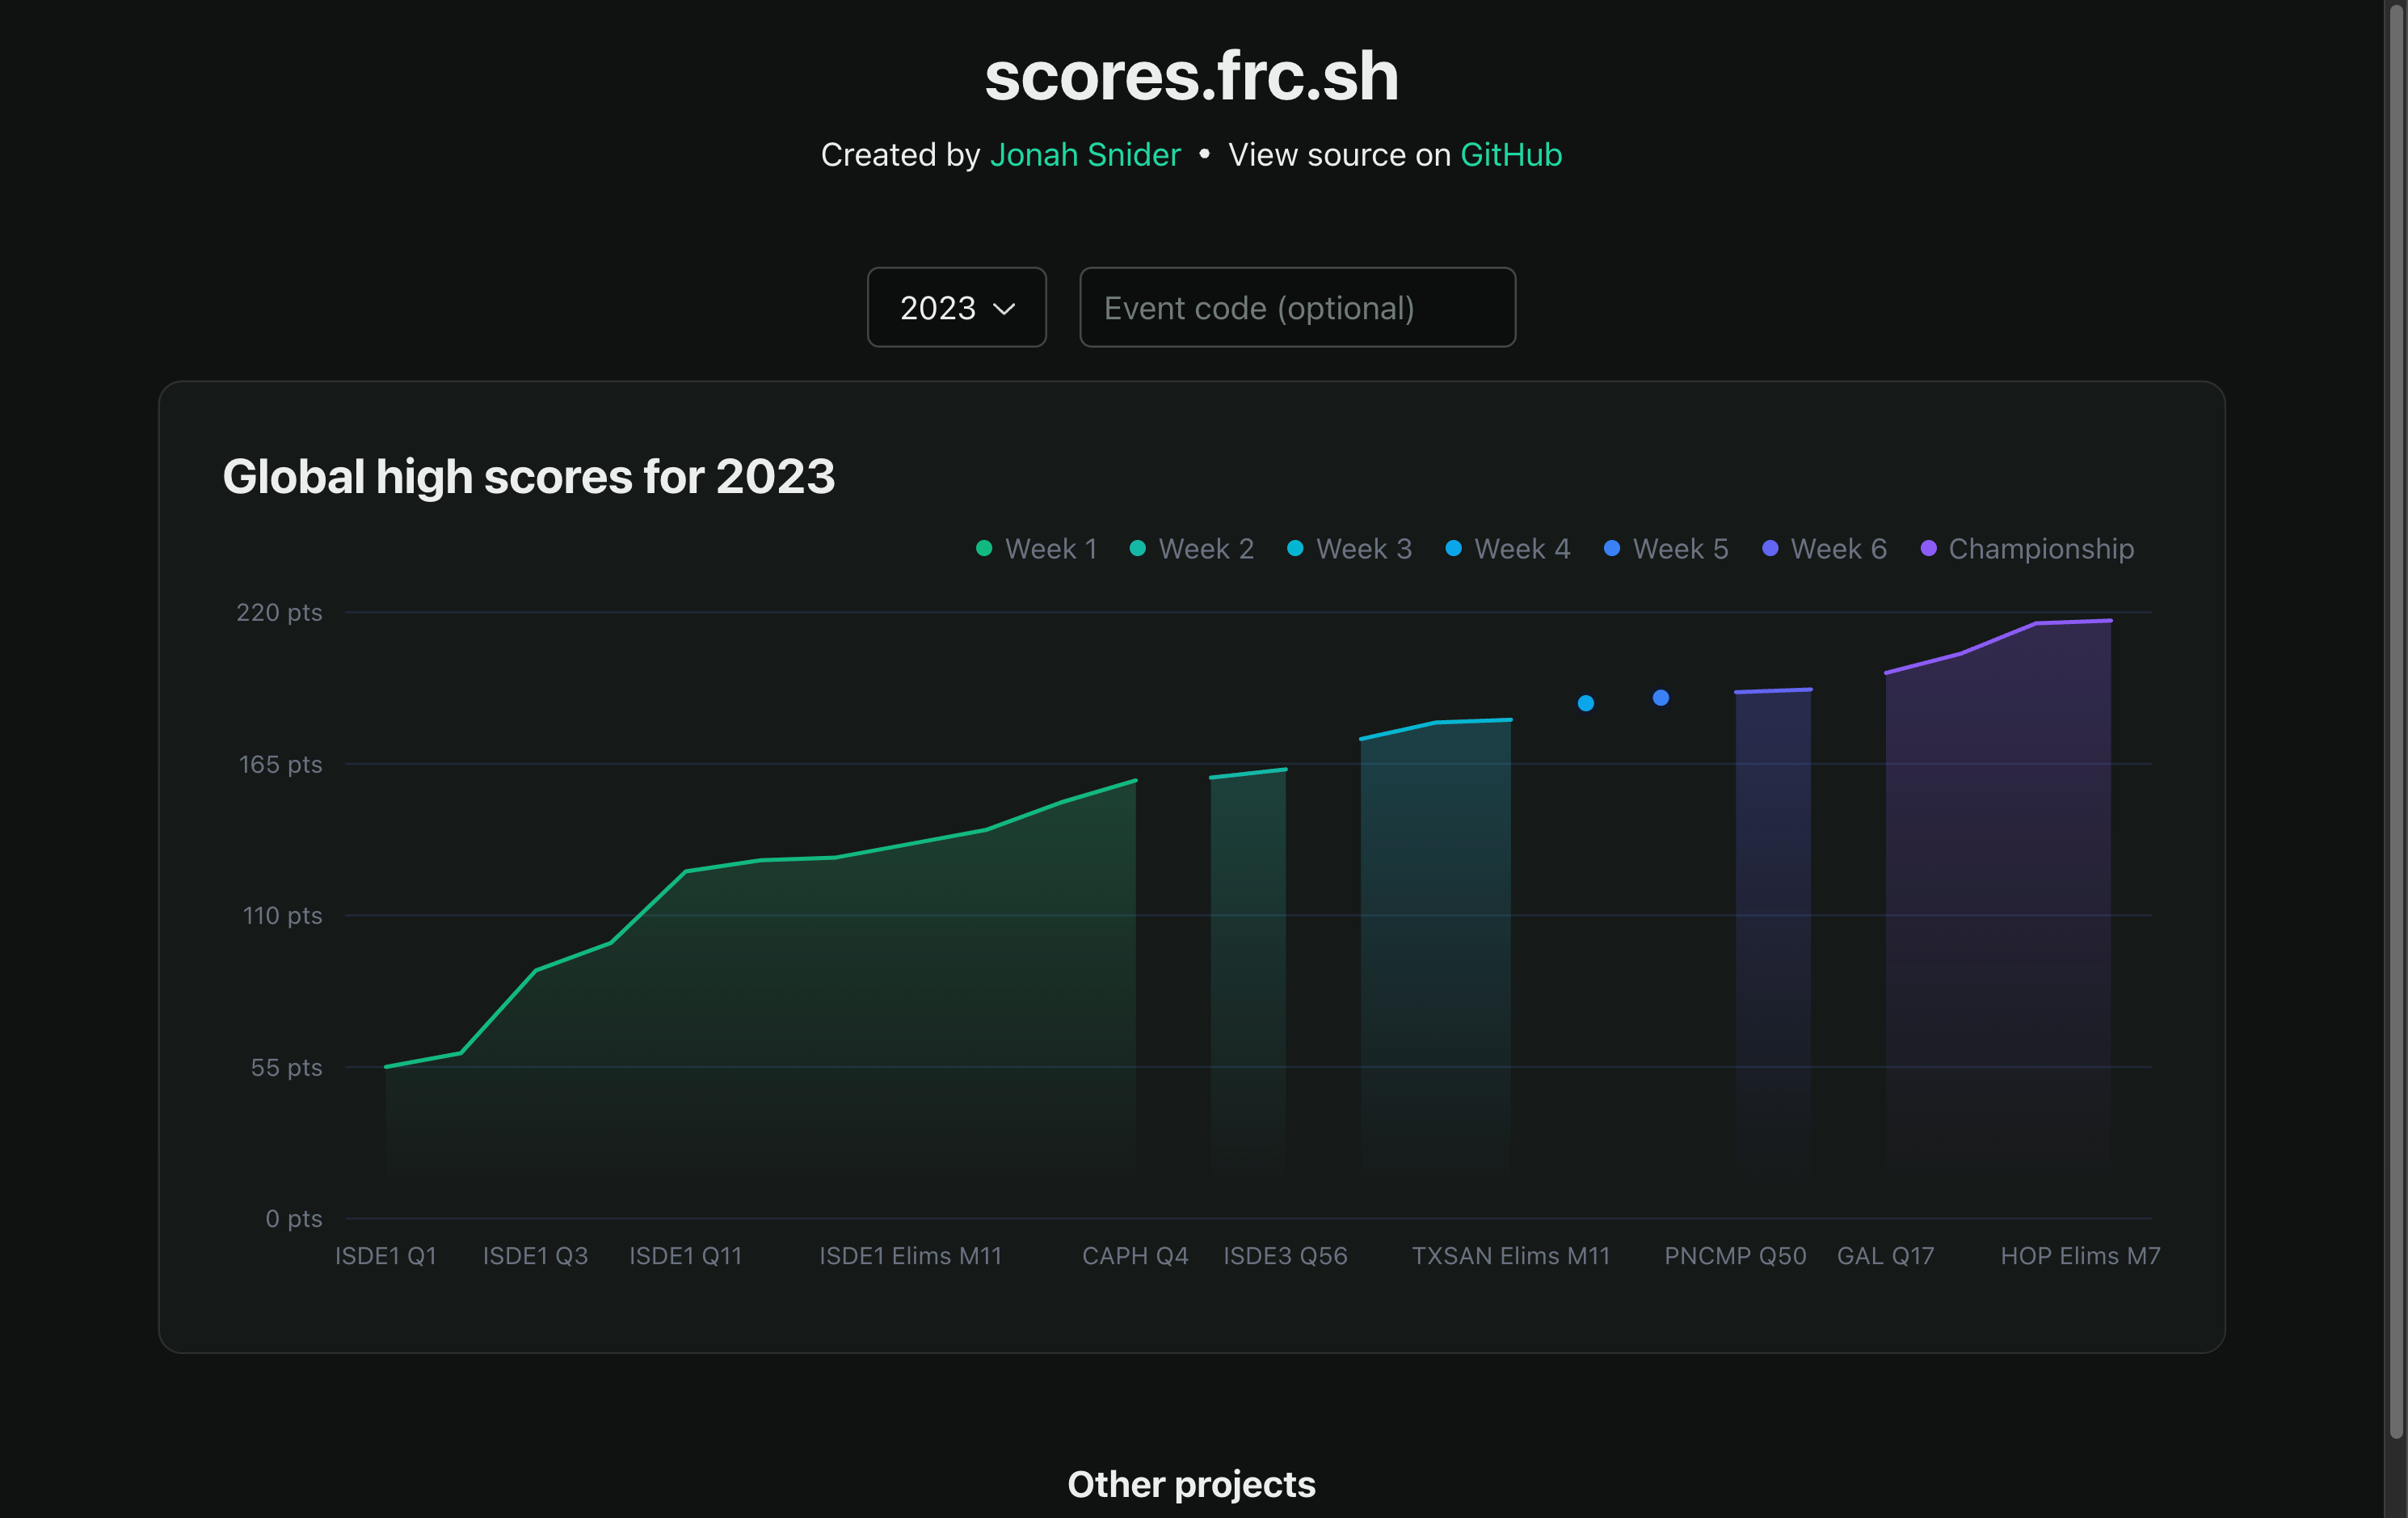 scores.frc.sh
Created by Jonah Snider • View source on GitHub
2023
Event code (optional)
Global high scores for 2023
Week 1 Week 2 Week 3 Week 4 Week 5 Week 6 Championship
220 pts
165 pts
110 pts
55 pts
0 pts
ISDE1 Q1 ISDE1 Q3 ISDE1 Q11 ISDE1 Elims M11 CAPH Q4 ISDE3 Q56 TXSAN Elims M11 PNCMP Q50 GAL Q17 HOP Elims M7
Other projects